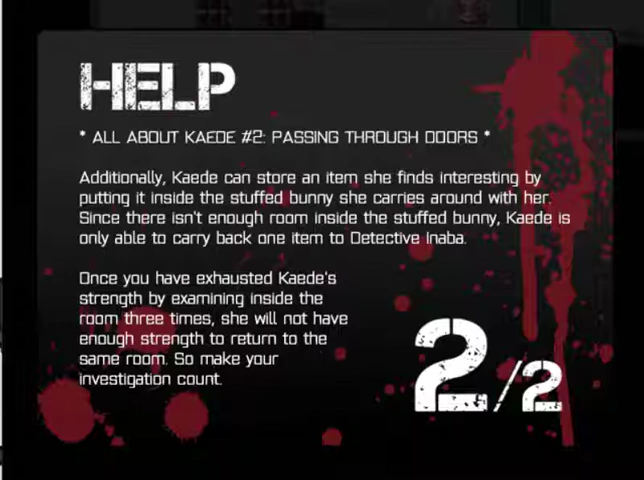 HELP
* ALL ABOUT KAEDE #2: PASSING THROUGH DOORS *
Additionally, Kaede can store an item she finds interesting by
putting it inside the stuffed bunny she carries around with her.
Since there isn't enough room inside the stuffed bunny, Kaede is
only able to carry back one item to Detective Inaba.
Once you have exhausted Kaede's
strength by examining inside the
room three times, she will not have
enough strength to return to the
same room. So make your
investigation count.
2/2